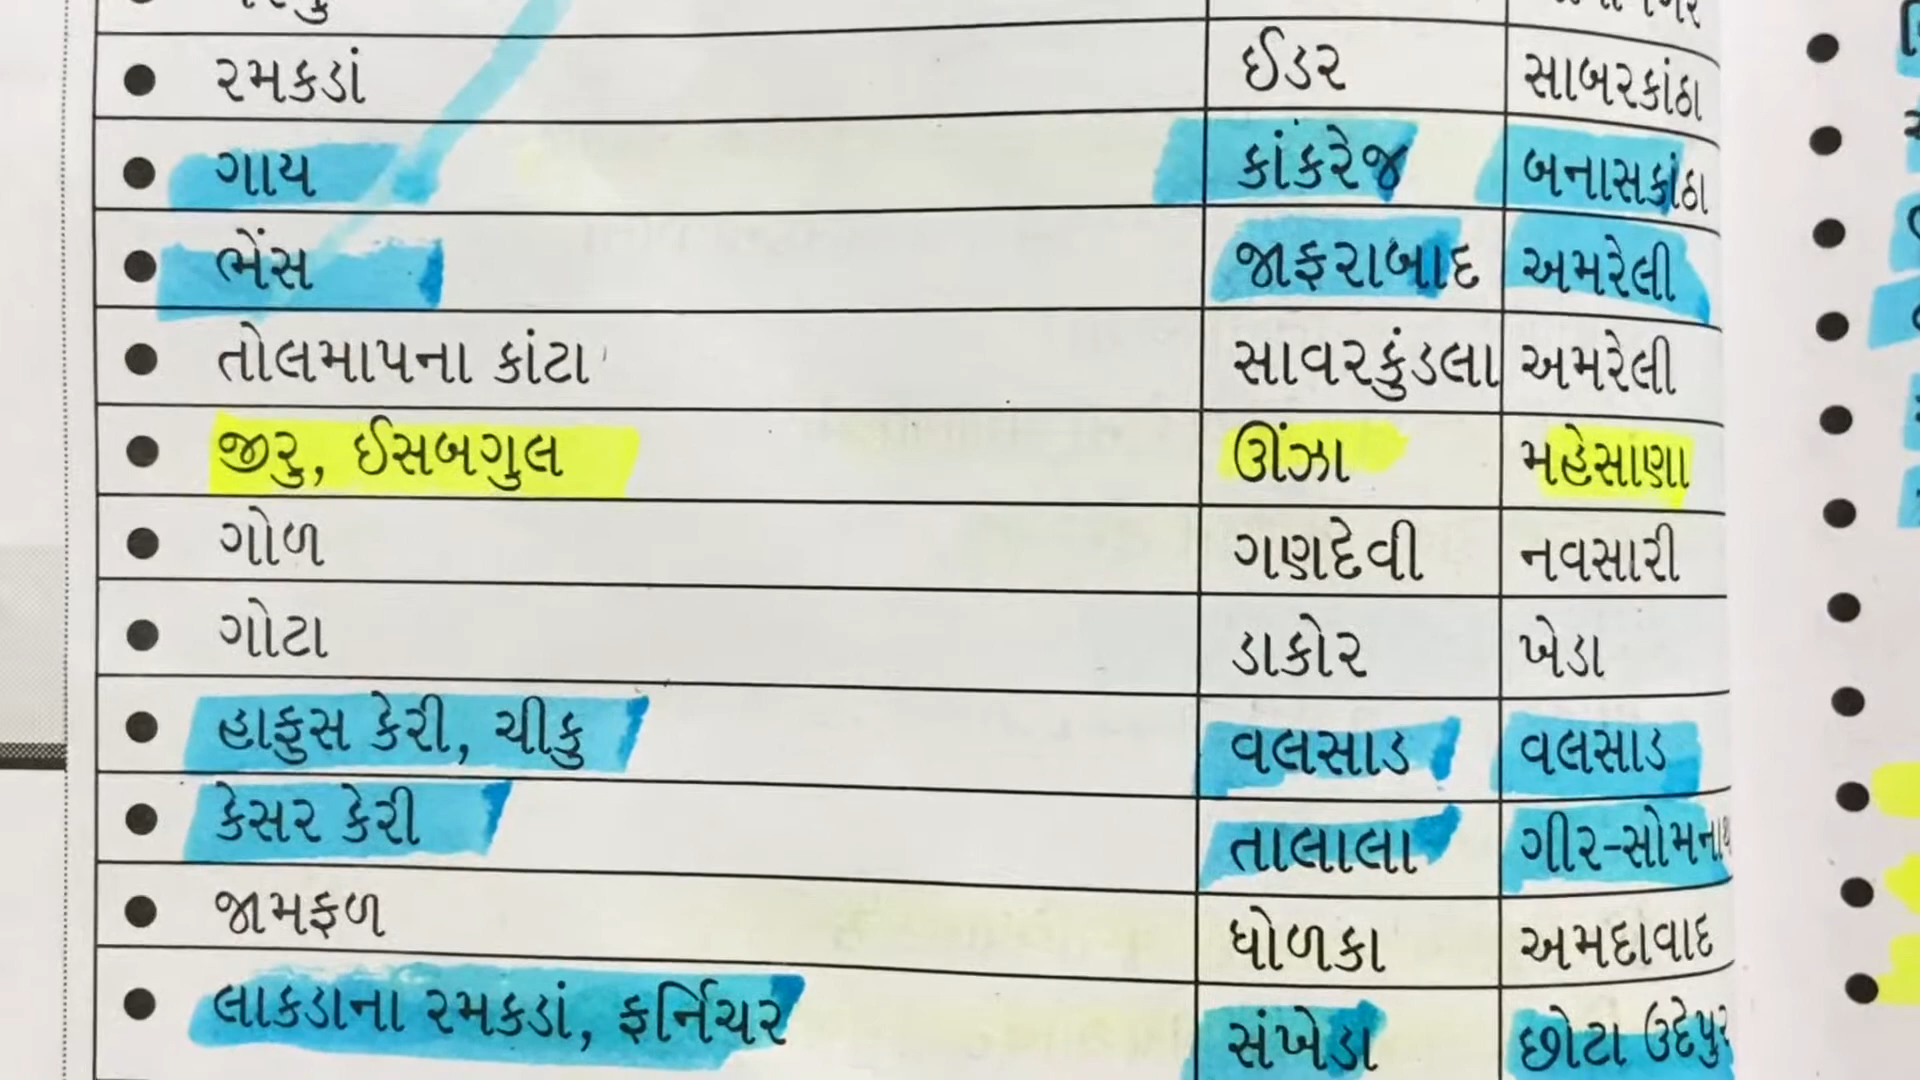 રમકડાં ઈડર સાબરકાંઠા
ગાય કાંકરેજ બનાસકાંઠા
ભેંસ જાફરાબાદ અમરેલી
તોલમાપના કાંટા સાવરકુંડલા અમરેલી
જીરુ, ઈસબગુલ ઊંઝા મહેસાણા
ગોળ ગણદેવી નવસારી
ગોટા ડાકોર ખેડા
હાફુસ કેરી, ચીકુ વલસાડ વલસાડ
કેસર કેરી તાલાલા ગીર-સોમનાથ
જામફળ ધોળકા અમદાવાદ
લાકડાના રમકડાં, ફર્નિચર સંખેડા છોટા ઉદેપુર